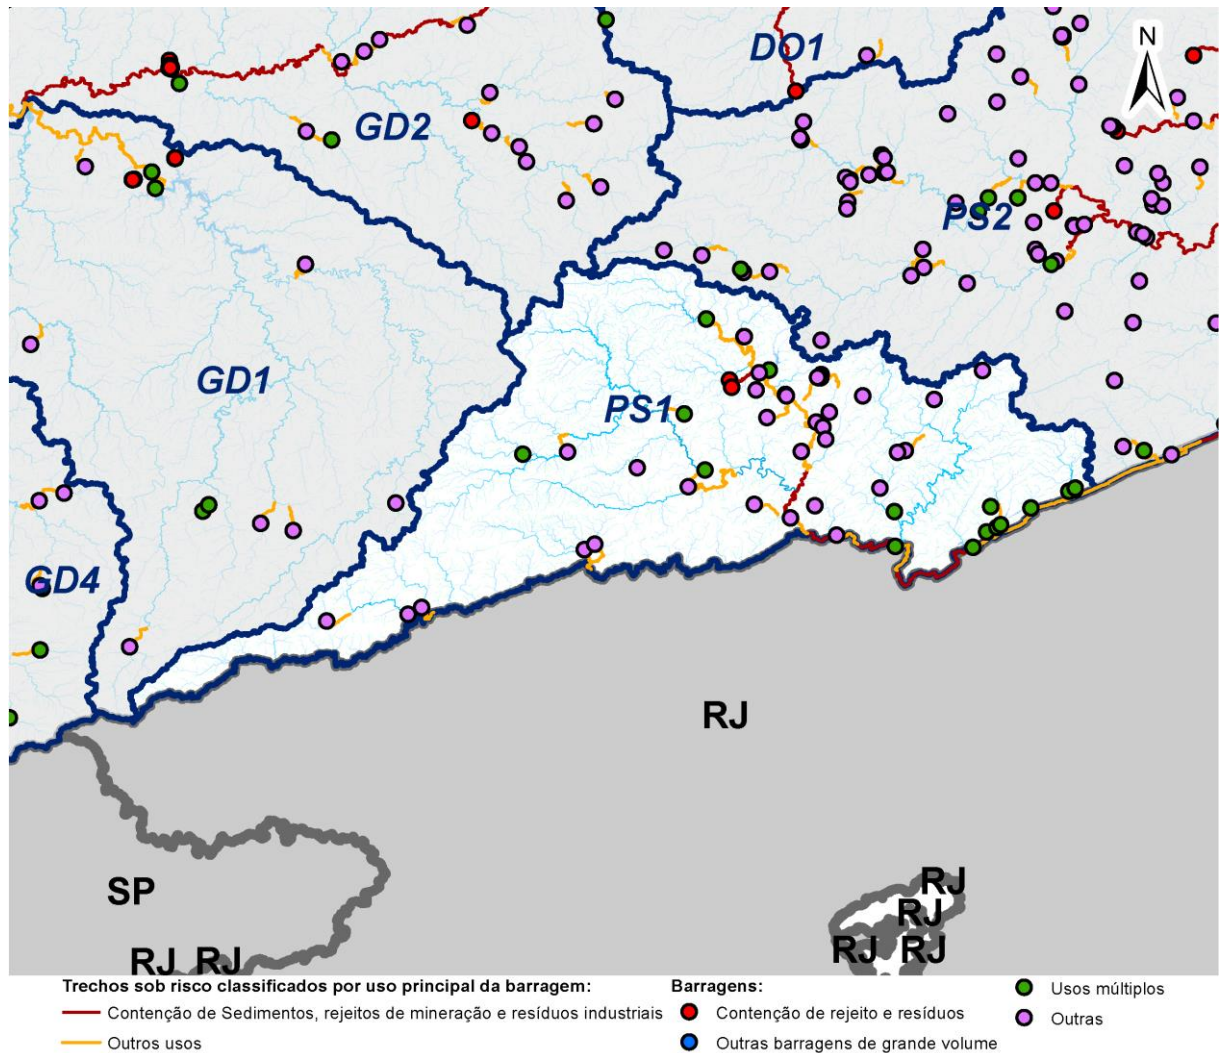 N
DO1
GD2
PS2
GD1
PS1
GD4
RJ
SP
RJ
RJ
RJ RJ
RJ RJ
Trechos sob risco classificados por uso principal da barragem:
Contenção de Sedimentos, rejeitos de mineração e resíduos industriais
Outros usos
Barragens:
Contenção de rejeito e resíduos
Outras barragens de grande volume
Usos múltiplos
Outras